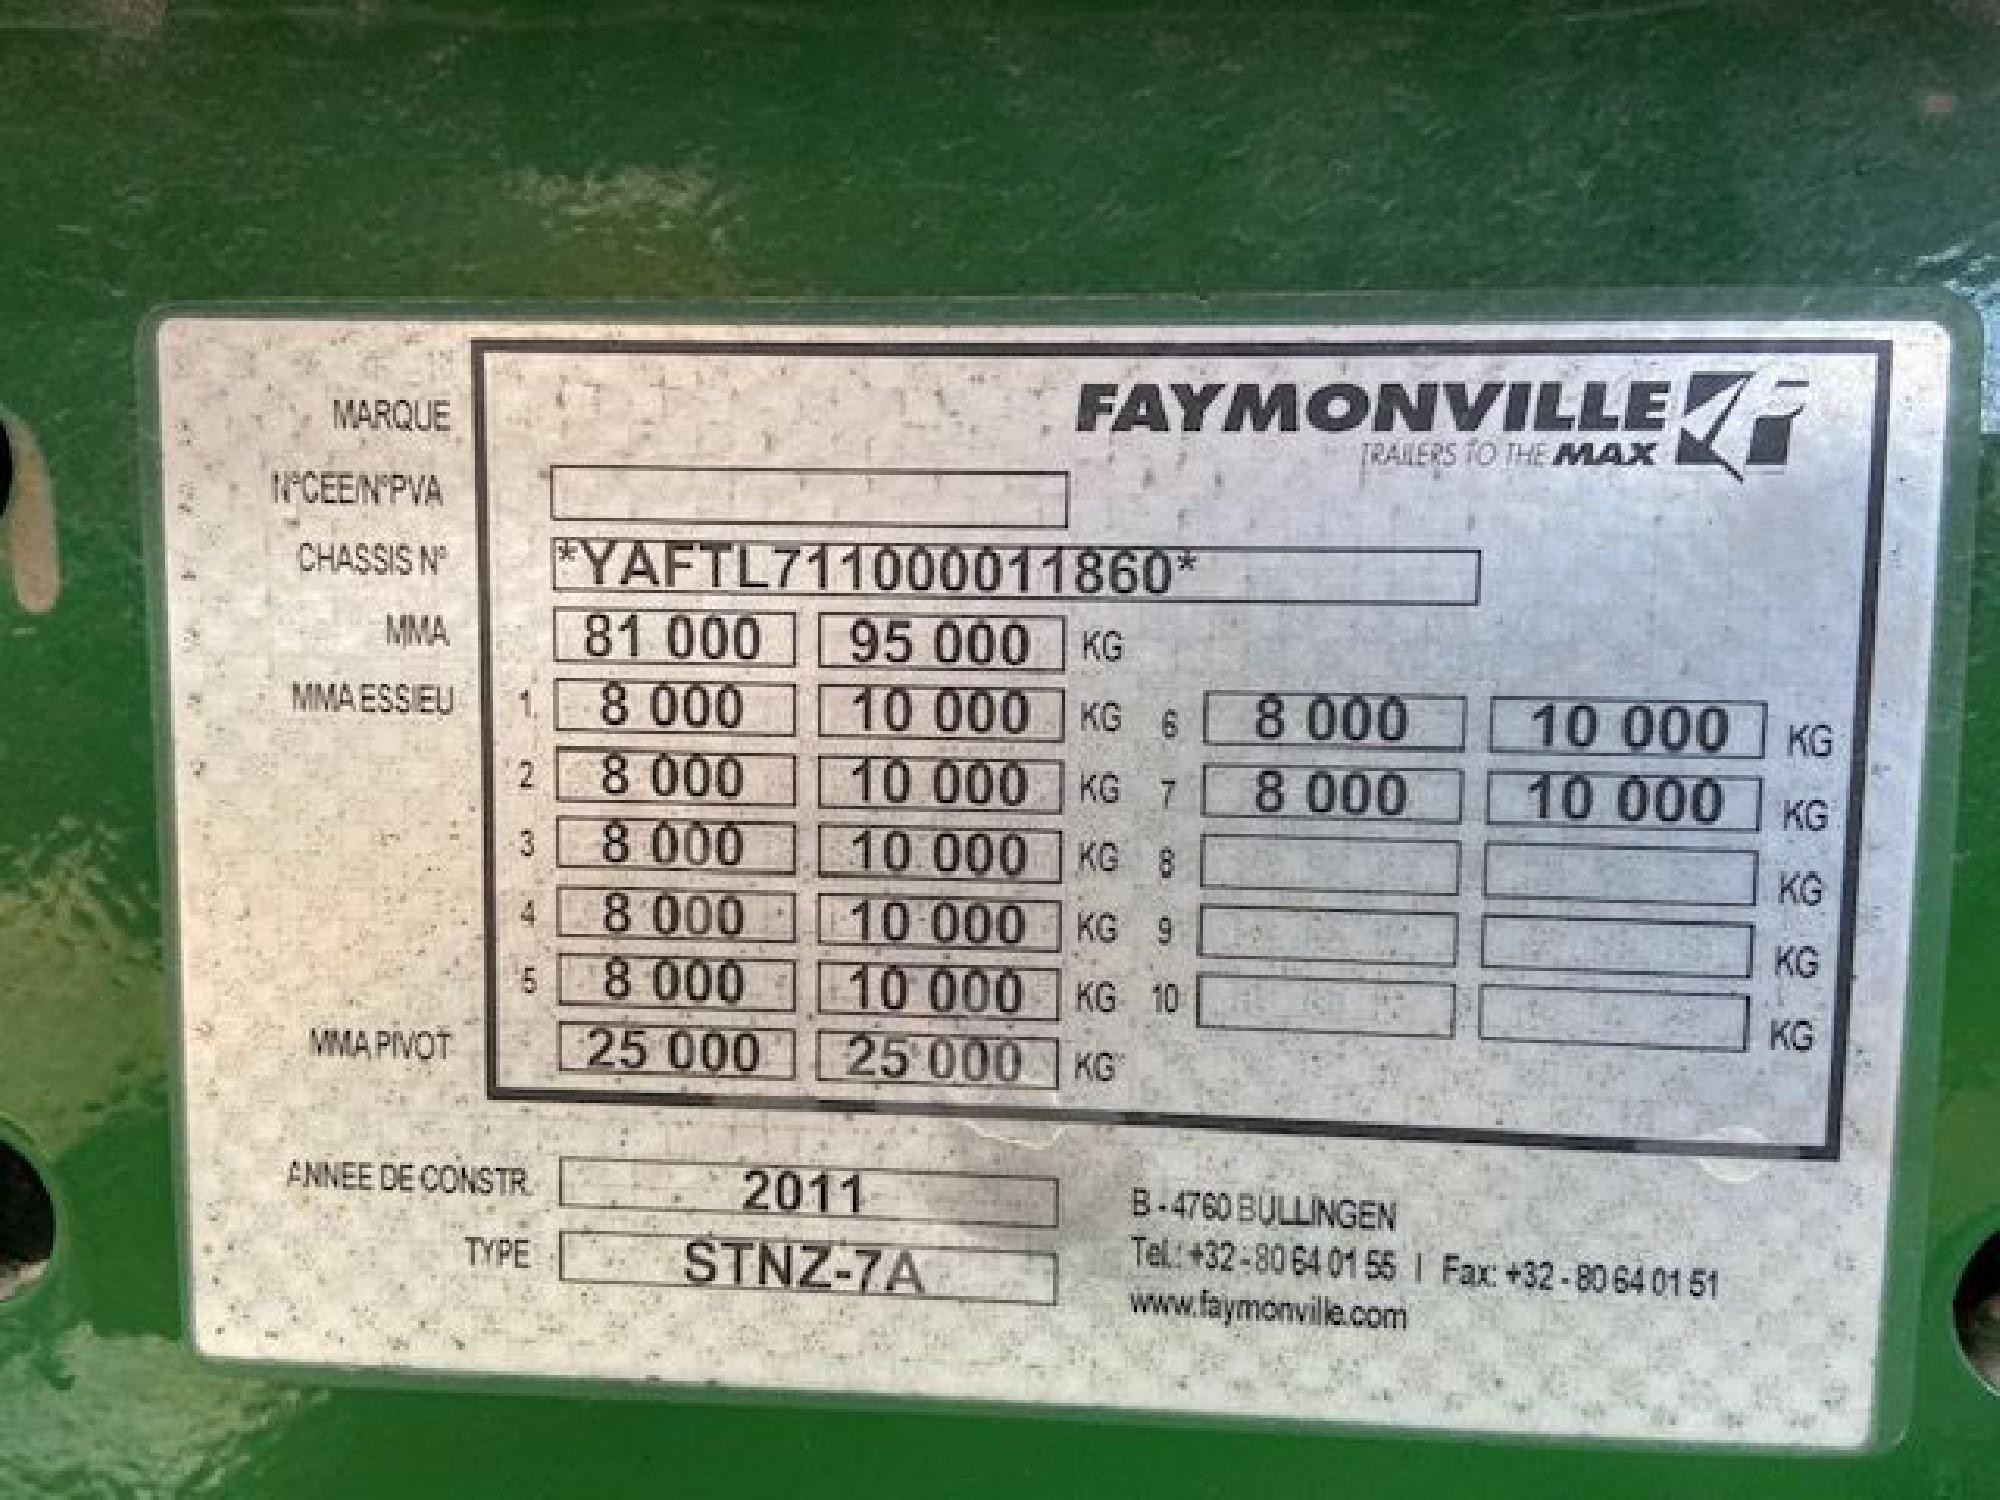 MARQUE FAYMONVILLE
TRAILERS TO THE MAX
N°CEE/N°PVA
CHASSIS N° *YAFTL711000011860*
MMA 81 000 95 000 KG
MMA ESSIEU 1. 8 000 10 000 KG 6 8 000 10 000 KG
2 8 000 10 000 KG 7 8 000 10 000 KG
3 8 000 10 000 KG 8 KG
4 8 000 10 000 KG 9 KG
5 8 000 10 000 KG 10 KG
MMA PIVOT 25 000 25 000 KG
ANNEE DE CONSTR. 2011 B - 4760 BÜLLINGEN
TYPE STNZ-7A Tel.: +32 - 80 64 01 55 | Fax: +32 - 80 64 01 51
www.faymonville.com